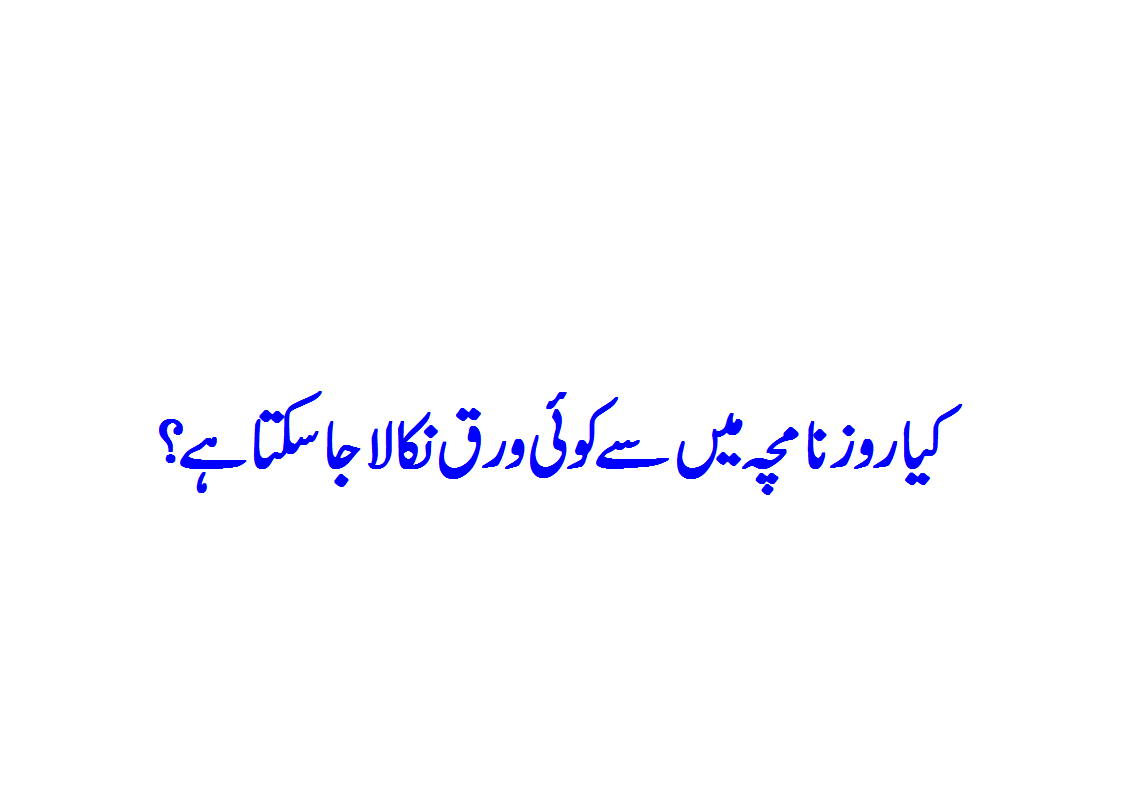 کیا روزنامچہ میں سے کوئی ورق نکالا جا سکتا ہے؟